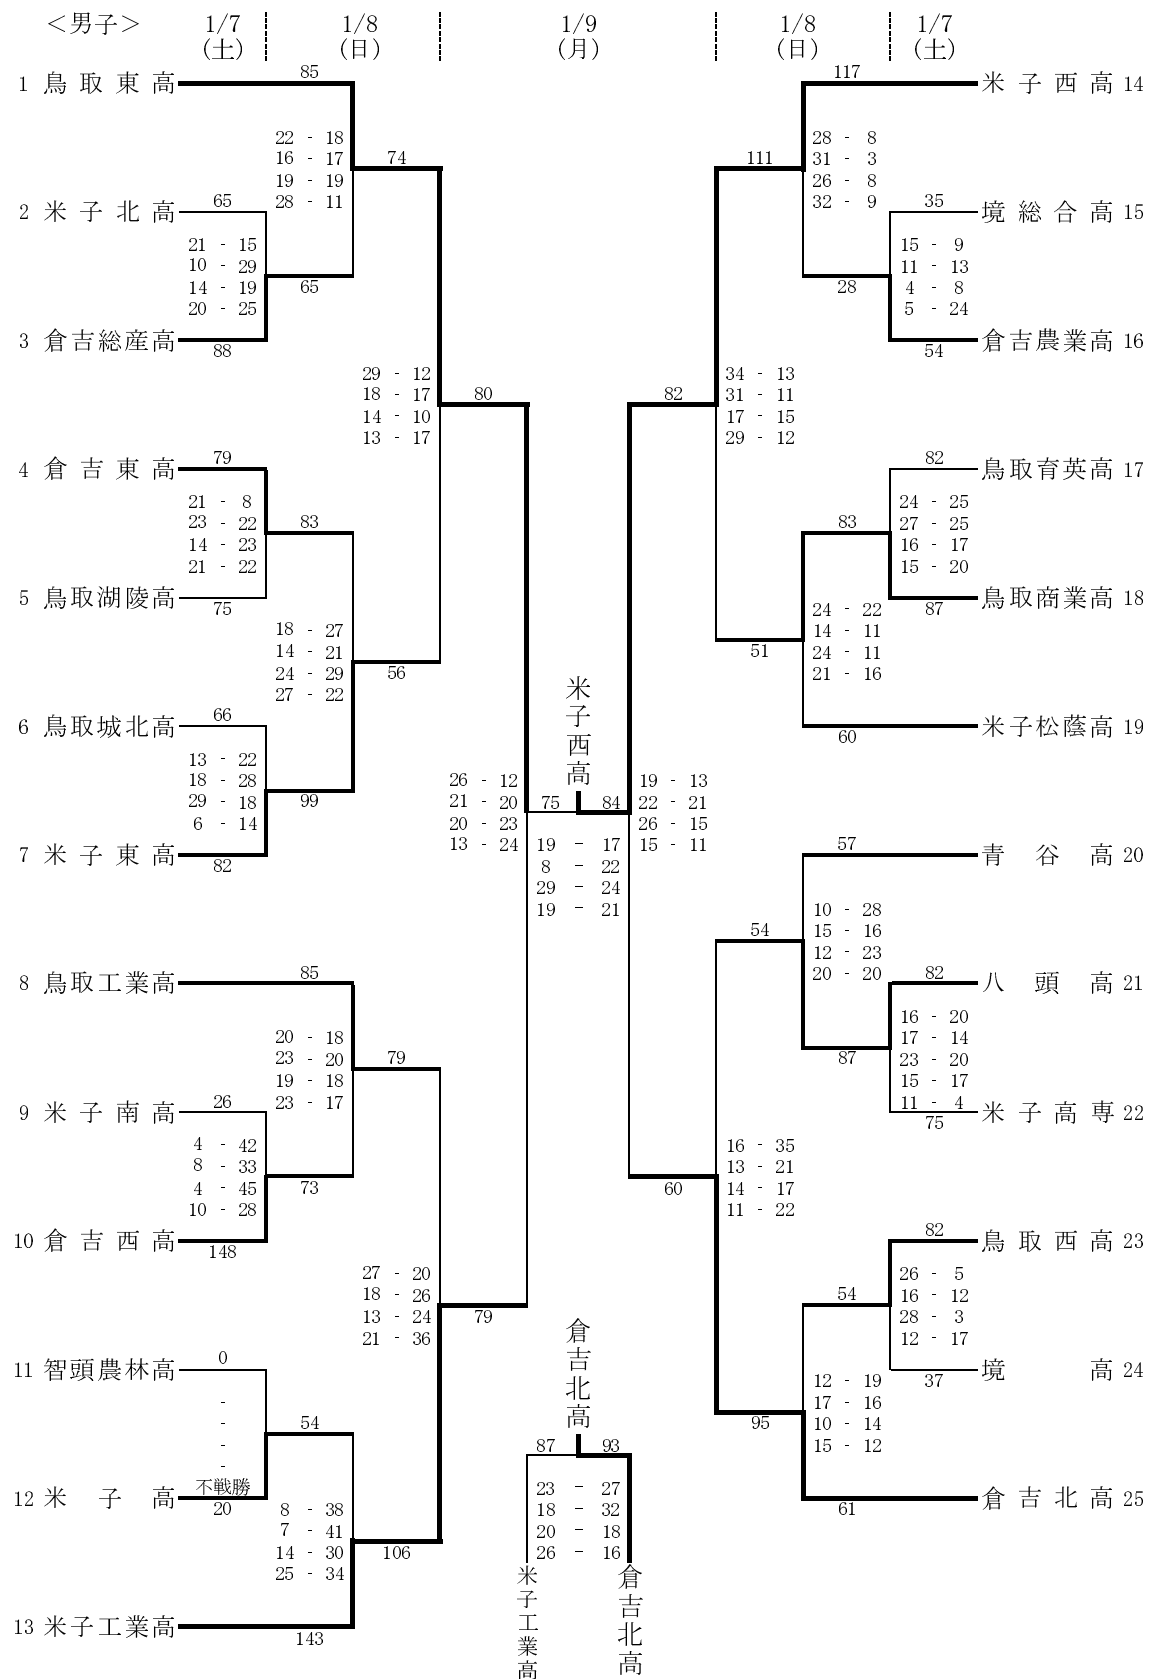 <男子> 1/7 1/8 1/9 1/8 1/7
(土) (日) (月) (日) (土)
1 鳥取東高 85 117 米子西高 14
22 - 18 28 - 8
16 - 17 74 111 31 - 3
19 - 19 26 - 8
28 - 11 32 - 9
2 米子北高 65 35 境総合高 15
21 - 15 15 - 9
10 - 29 11 - 13
14 - 19 65 28 4 - 8
20 - 25 5 - 24
3 倉吉総産高 88 54 倉吉農業高 16
29 - 12 34 - 13
18 - 17 80 82 31 - 11
14 - 10 17 - 15
13 - 17 29 - 12
4 倉吉東高 79 82 鳥取育英高 17
21 - 8 24 - 25
23 - 22 83 83 27 - 25
14 - 23 16 - 17
21 - 22 15 - 20
5 鳥取湖陵高 75 87 鳥取商業高 18
18 - 27 24 - 22
14 - 21 14 - 11
24 - 29 56 51 24 - 11
27 - 22 21 - 16
米子西高
6 鳥取城北高 66 60 米子松蔭高 19
13 - 22
18 - 28
29 - 18 99
6 - 14
26 - 12 19 - 13
21 - 20 75 84 22 - 21
20 - 23 26 - 15
13 - 24 15 - 11
19 - 17
8 - 22
29 - 24
19 - 21
7 米子東高 82 57 青谷高 20
10 - 28
15 - 16
54 12 - 23
20 - 20
8 鳥取工業高 85 82 八頭高 21
20 - 18 16 - 20
23 - 20 79 87 17 - 14
19 - 18 23 - 20
23 - 17 15 - 17
11 - 4
9 米子南高 26 75 米子高専 22
4 - 42 16 - 35
8 - 33 13 - 21
4 - 45 73 60 14 - 17
10 - 28 11 - 22
10 倉吉西高 148 82 鳥取西高 23
27 - 20 26 - 5
18 - 26 54 16 - 12
13 - 24 79 28 - 3
21 - 36 12 - 17
倉吉北高
11 智頭農林高 0 37 境高 24
- 12 - 19
- 17 - 16
- 54 95 10 - 14
- 15 - 12
87 93
不戦勝
12 米子高 20 61 倉吉北高 25
8 - 38 23 - 27
7 - 41 18 - 32
14 - 30 106 20 - 18
25 - 34 26 - 16
13 米子工業高 143
米子工業高
倉吉北高